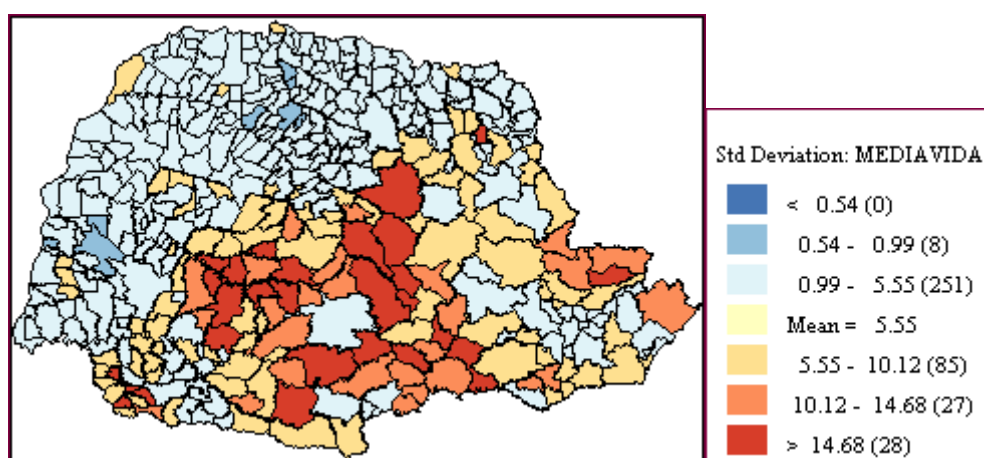 Std Deviation: MEDIAVIDA
< 0.54 (0)
0.54 - 0.99 (8)
0.99 - 5.55 (251)
Mean = 5.55
5.55 - 10.12 (85)
10.12 - 14.68 (27)
> 14.68 (28)